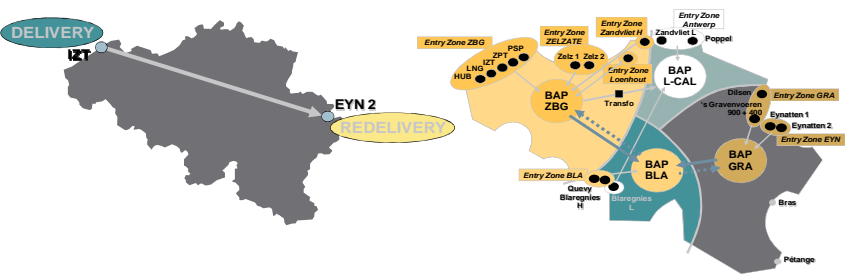 DELIVERY
IZT
EYN 2
REDELIVERY
Entry Zone ZBG
PSP
ZPT
IZT
LNG
HUB
Entry Zone
ZELZATE
Zelz 1 Zelz 2
Entry Zone
Zandvliet H
Entry Zone
Antwerp
Zandvliet L
Poppel
Entry Zone
Loenhout
BAP
L-CAL
BAP
ZBG
Transfo
Dilsen
Entry Zone GRA
's Gravenvoeren
900 + 400
Eynatten 1
Eynatten 2
Entry Zone EYN
BAP
GRA
BAP
BLA
Entry Zone BLA
Quevy
Blaregnies
H
Blaregnies
L
Bras
Pétange